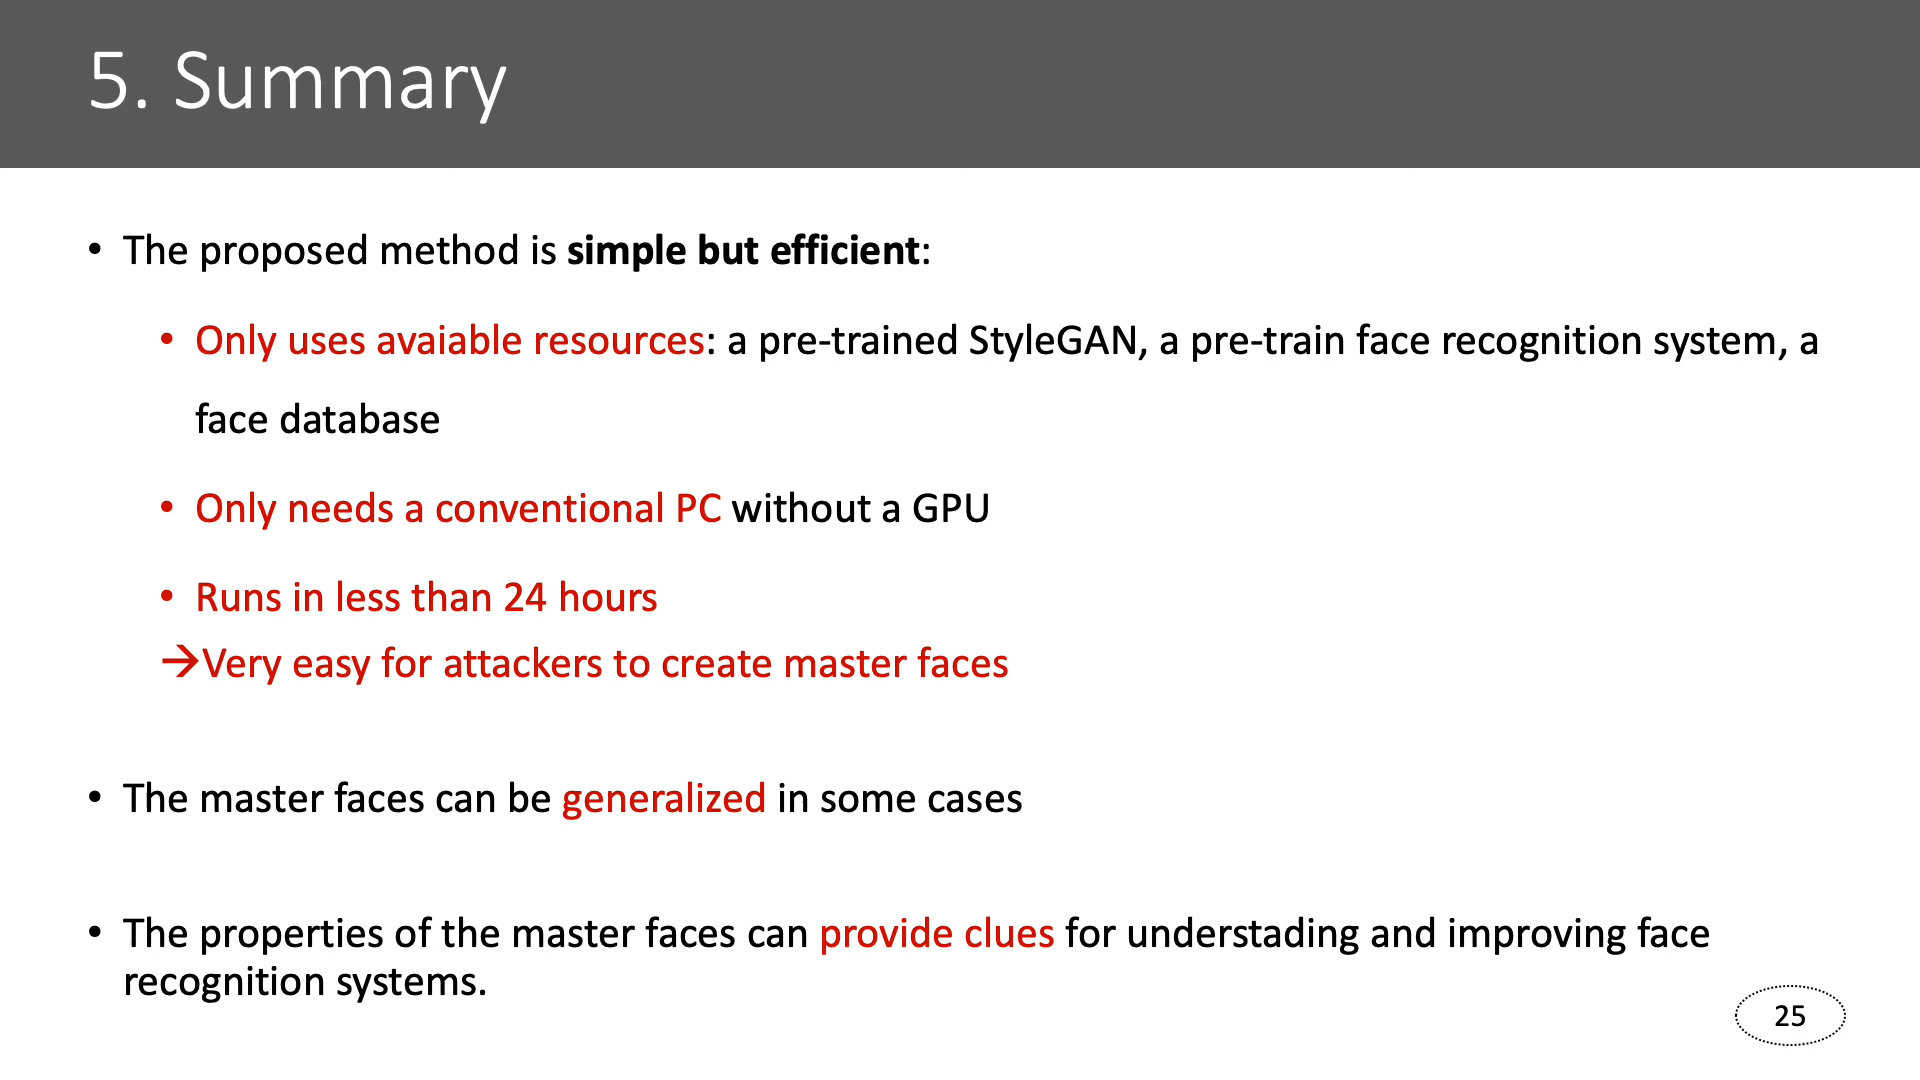 5. Summary
• The proposed method is simple but efficient:
• Only uses avaiable resources: a pre-trained StyleGAN, a pre-train face recognition system, a
face database
• Only needs a conventional PC without a GPU
• Runs in less than 24 hours
→Very easy for attackers to create master faces
• The master faces can be generalized in some cases
• The properties of the master faces can provide clues for understading and improving face
recognition systems.
25